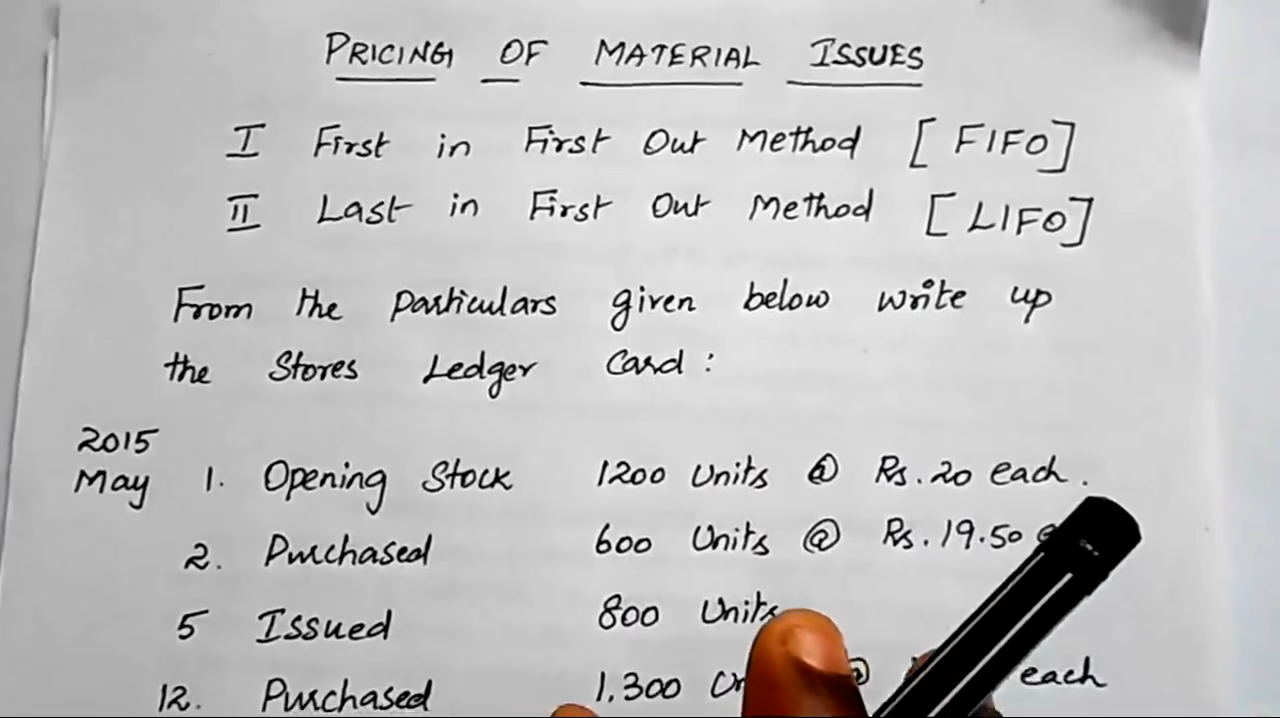 PRICING OF MATERIAL ISSUES
I First in First Out Method [FIFO]
II Last in First Out Method [LIFO]
From the particulars given below write up
the Stores Ledger Card:
2015
May 1. Opening Stock 1200 Units @ Rs.20 each.
2. Purchased 600 Units @ Rs.19.50
5 Issued 800 Units
12. Purchased 1,300 @ each